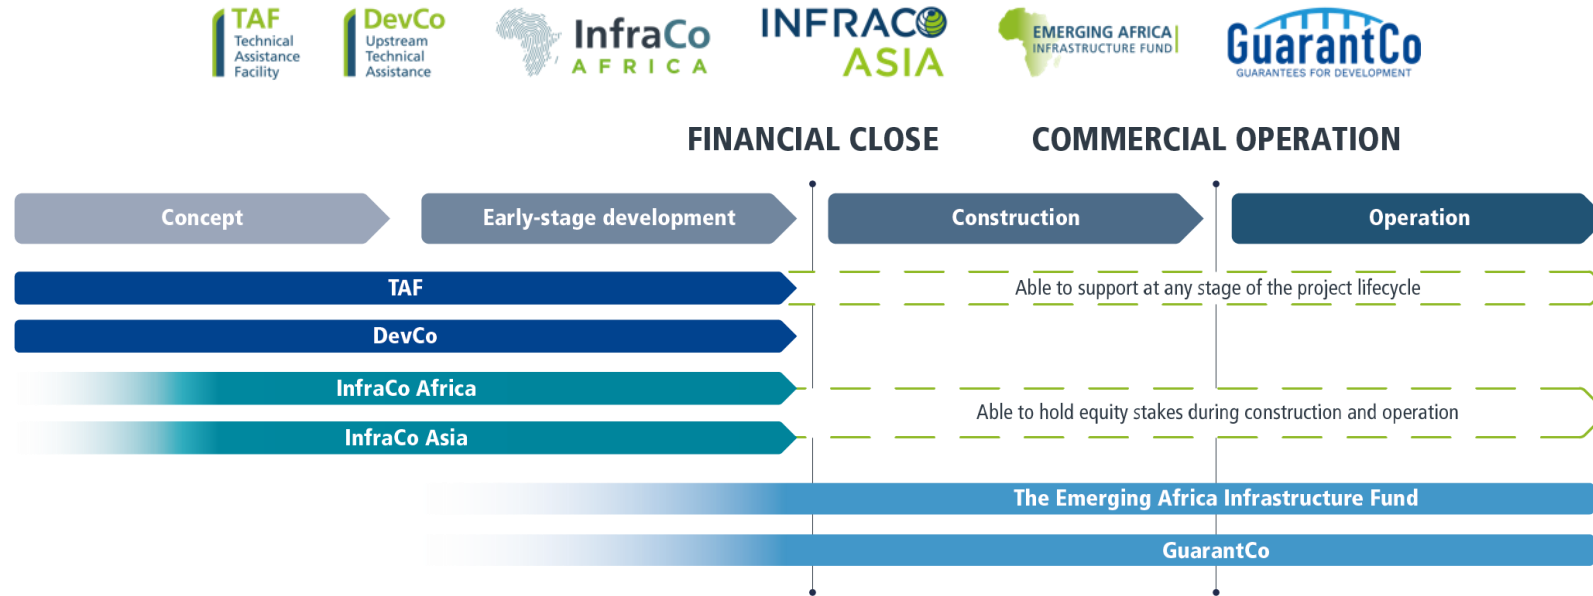 TAF
Technical
Assistance
Facility
DevCo
Upstream
Technical
Assistance
InfraCo
AFRICA
INFRACO
ASIA
EMERGING AFRICA
INFRASTRUCTURE FUND
GuarantCo
GUARANTEES FOR DEVELOPMENT
FINANCIAL CLOSE
COMMERCIAL OPERATION
Concept
Early-stage development
Construction
Operation
TAF
Able to support at any stage of the project lifecycle
DevCo
InfraCo Africa
Able to hold equity stakes during construction and operation
InfraCo Asia
The Emerging Africa Infrastructure Fund
GuarantCo